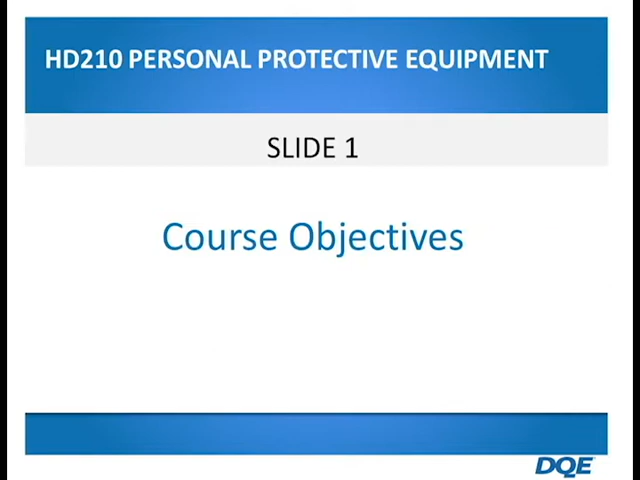 HD210 PERSONAL PROTECTIVE EQUIPMENT
SLIDE 1
Course Objectives
DQE